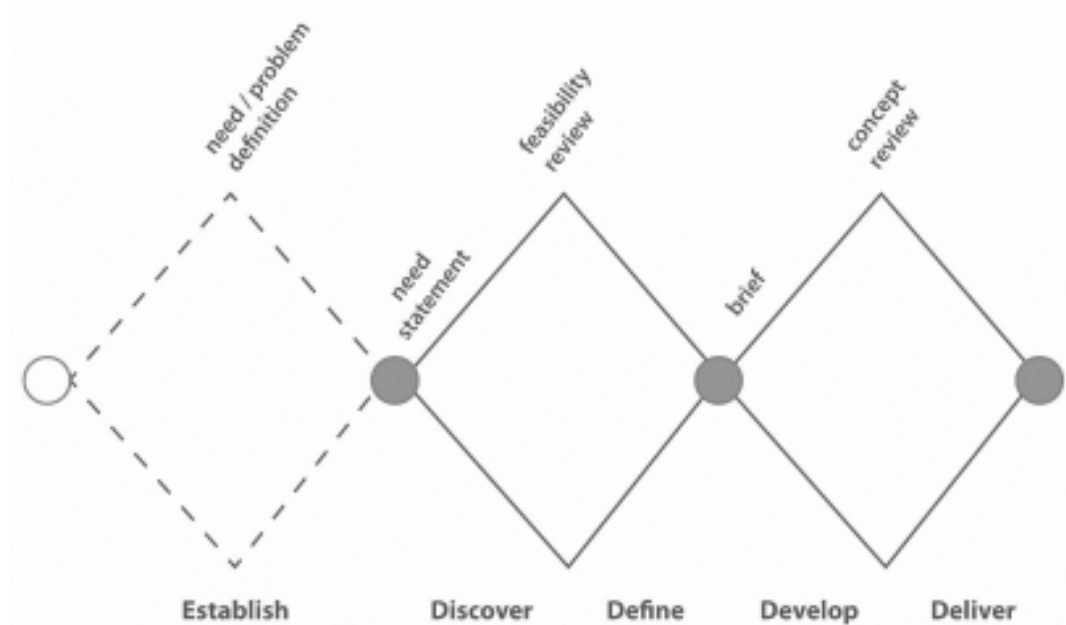 need / problem
definition
feasibility
review
concept
review
need
statement
brief
Establish
Discover
Define
Develop
Deliver